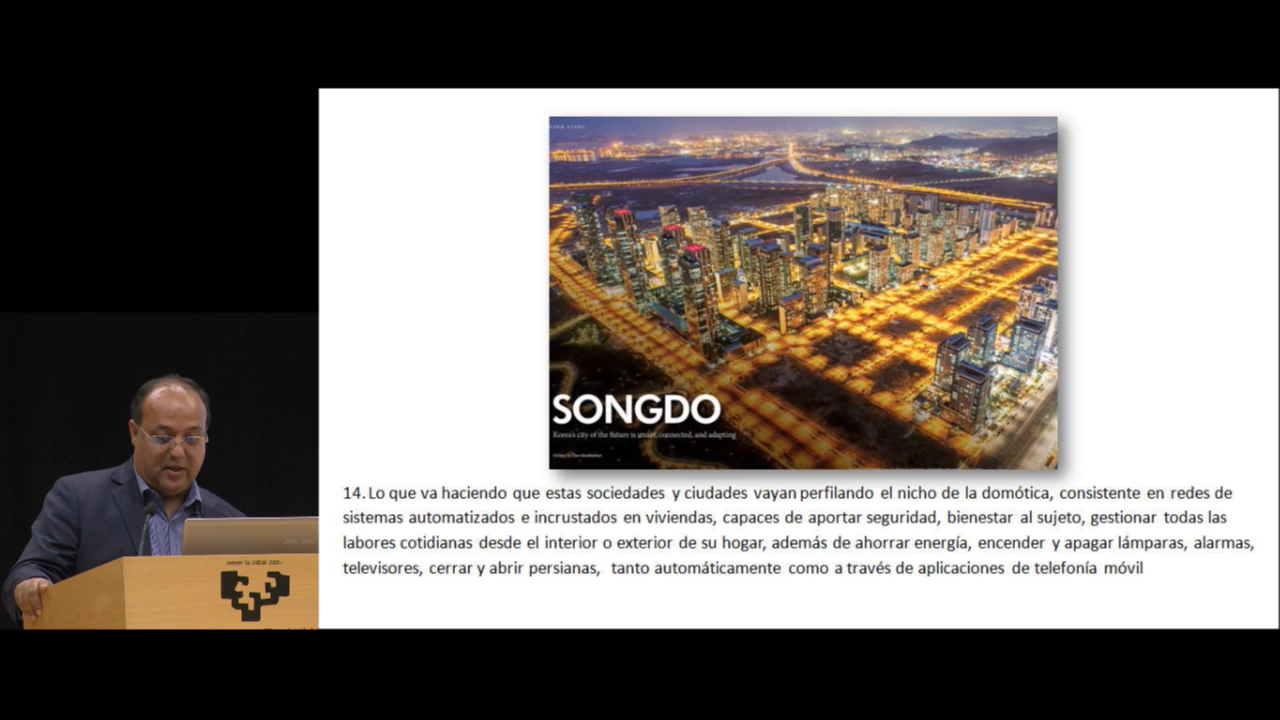 SONGDO
Korea's city of the future is smart, connected, and adapting
14. Lo que va haciendo que estas sociedades y ciudades vayan perfilando el nicho de la domótica, consistente en redes de
sistemas automatizados e incrustados en viviendas, capaces de aportar seguridad, bienestar al sujeto, gestionar todas las
labores cotidianas desde el interior o exterior de su hogar, además de ahorrar energía, encender y apagar lámparas, alarmas,
televisores, cerrar y abrir persianas, tanto automáticamente como a través de aplicaciones de telefonía móvil